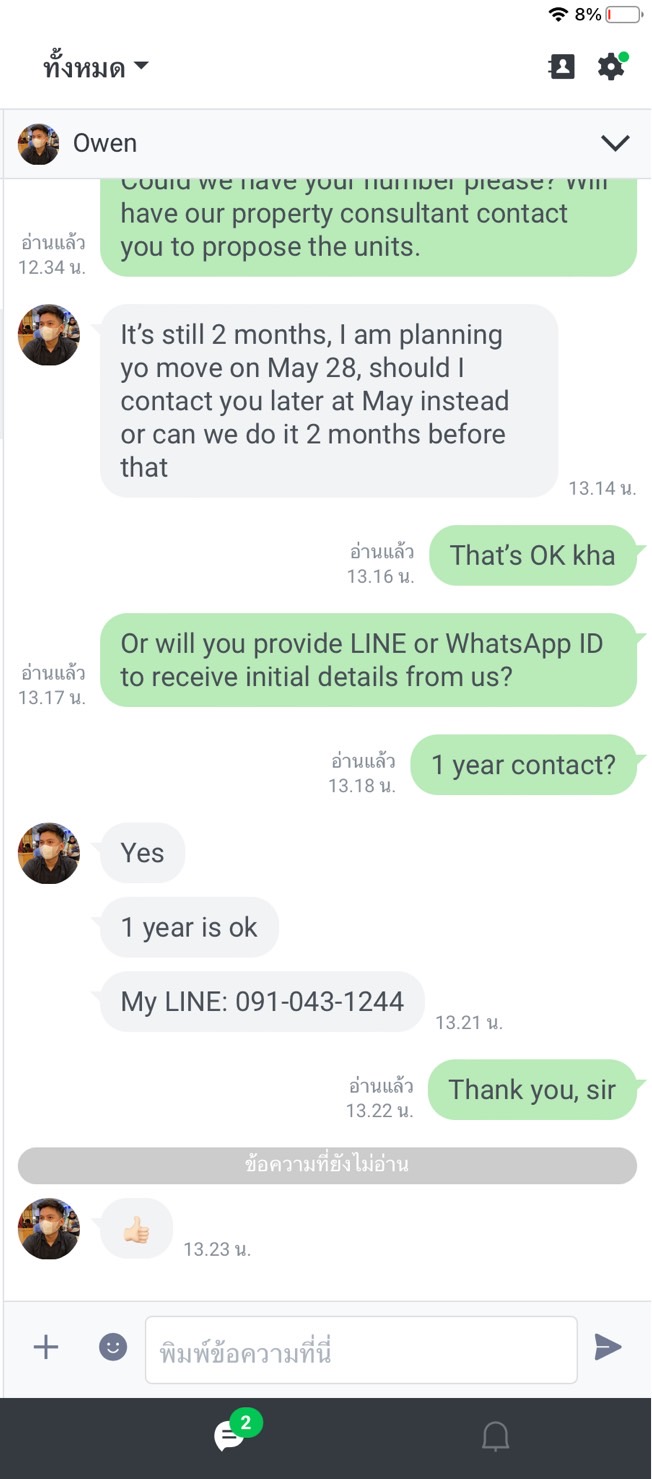 8%
ทั้งหมด
Owen
Could we have your number please? Will
have our property consultant contact
you to propose the units.
อ่านแล้ว
12.34 น.
It’s still 2 months, I am planning
yo move on May 28, should I
contact you later at May instead
or can we do it 2 months before
that
13.14 น.
That’s OK kha
อ่านแล้ว
13.16 น.
Or will you provide LINE or WhatsApp ID
to receive initial details from us?
อ่านแล้ว
13.17 น.
1 year contact?
อ่านแล้ว
13.18 น.
Yes
1 year is ok
My LINE: 091-043-1244
13.21 น.
Thank you, sir
อ่านแล้ว
13.22 น.
ข้อความที่ยังไม่อ่าน
13.23 น.
พิมพ์ข้อความที่นี่
2